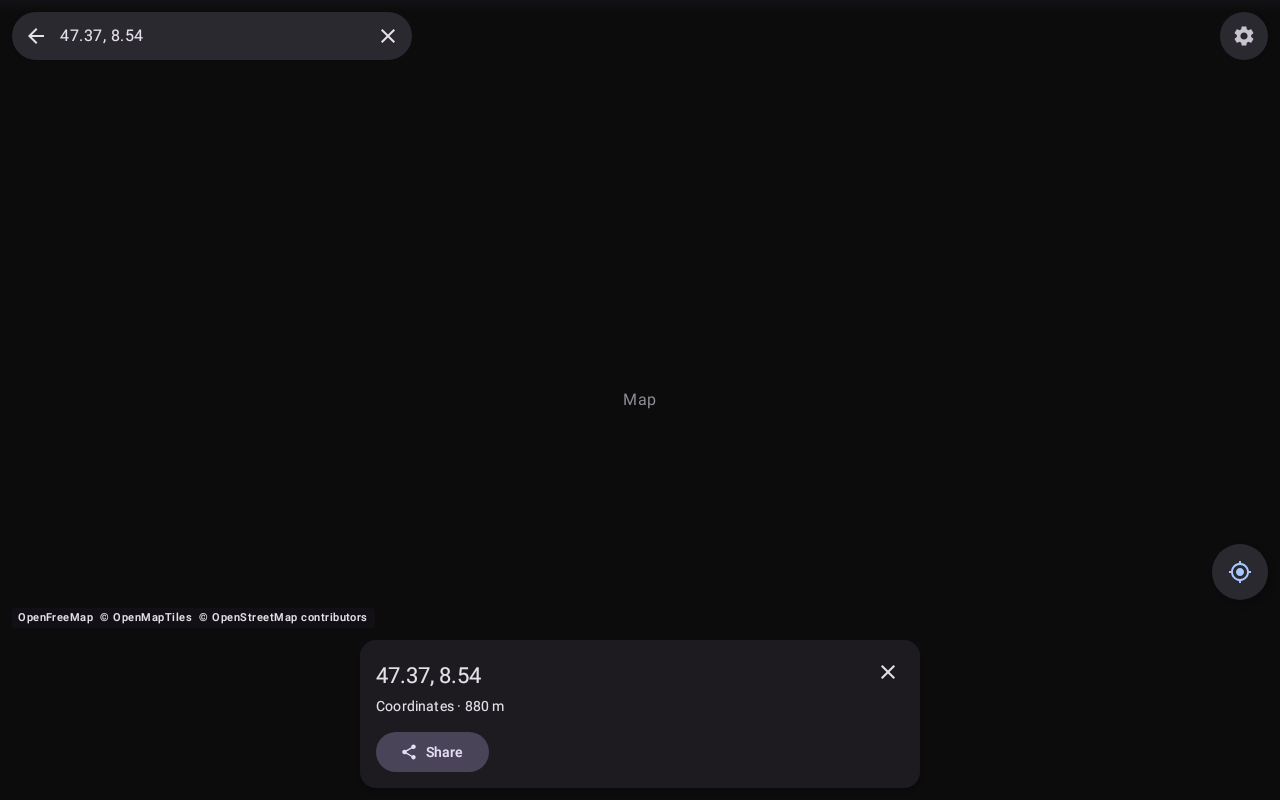 47.37, 8.54
Map
OpenFreeMap © OpenMapTiles © OpenStreetMap contributors
47.37, 8.54
Coordinates · 880 m
Share